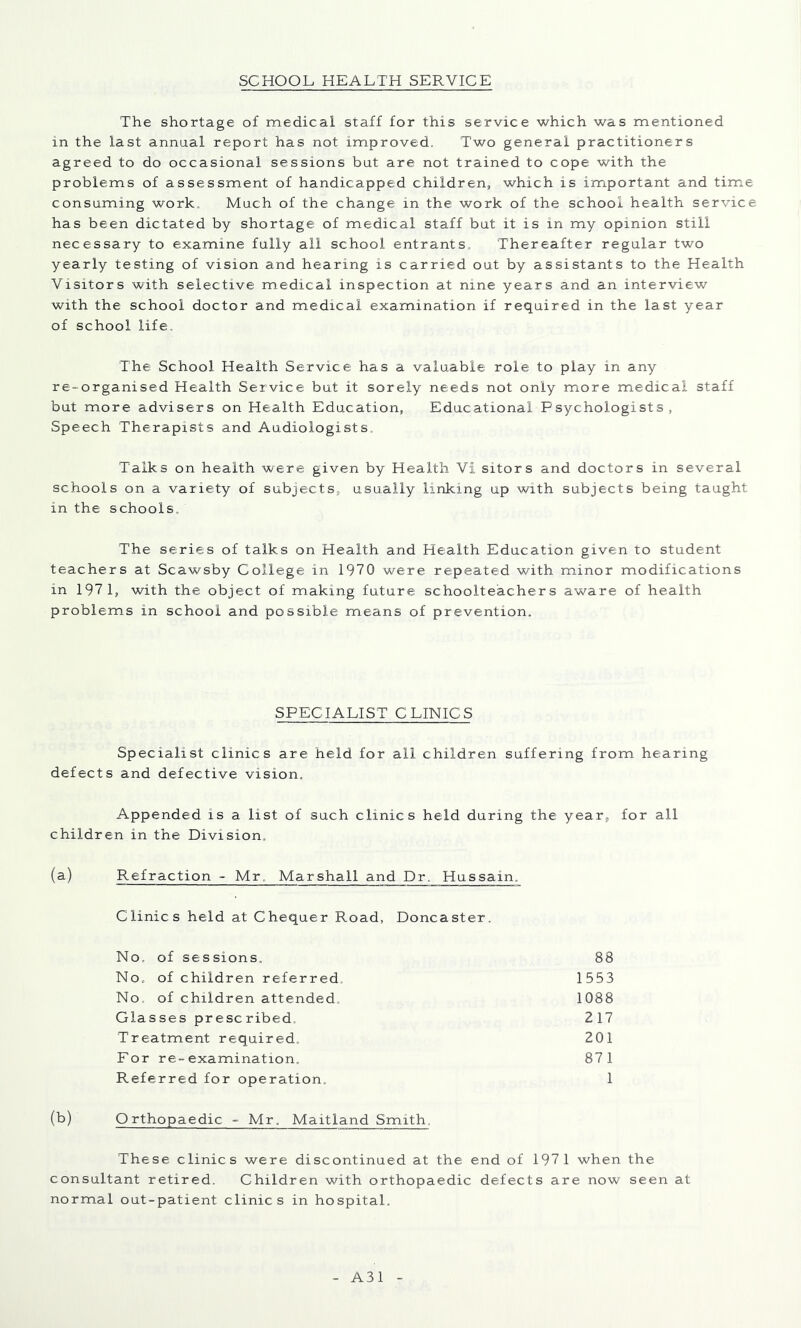 SCHOOL HEALTH SERVICE
The shortage of medical staff for this service which was mentioned
in the last annual report has not improved. Two general practitioners
agreed to do occasional sessions but are not trained to cope with the
problems of assessment of handicapped children, which is important and time
consuming work. Much of the change in the work of the school health service
has been dictated by shortage of medical staff but it is in my opinion still
necessary to examine fully all school entrants. Thereafter regular two
yearly testing of vision and hearing is carried out by assistants to the Health
Visitors with selective medical inspection at nine years and an interview
with the school doctor and medical examination if required in the last year
of school life.
The School Health Service has a valuable role to play in any
re-organised Health Service but it sorely needs not only more medical staff
but more advisers on Health Education, Educational Psychologists,
Speech Therapists and Audiologists.
Talks on health were given by Health Vi sitors and doctors in several
schools on a variety of subjects, usually linking up with subjects being taught
in the schools.
The series of talks on Health and Health Education given to student
teachers at Scawsby College in 1970 were repeated with minor modifications
in 1971, with the object of making future schoolteachers aware of health
problems in school and possible means of prevention.
SPECIALIST CLINICS
Specialist clinics are held for all children suffering from hearing
defects and defective vision.
Appended is a list of such clinics held during the year, for all
children in the Division.
(a) Refraction - Mr. Marshall and Dr. Hussain.
Clinics held at Chequer Road, Doncaster.
No. of sessions. 88
No. of children referred. 1553
No. of children attended. 1088
Glasses prescribed. 217
Treatment required. 201
For re-examination. 871
Referred for operation. 1
(b) Orthopaedic - Mr. Maitland Smith.
These clinics were discontinued at the end of 1971 when the
consultant retired. Children with orthopaedic defects are now seen at
normal out-patient clinics in hospital.
- A31 -